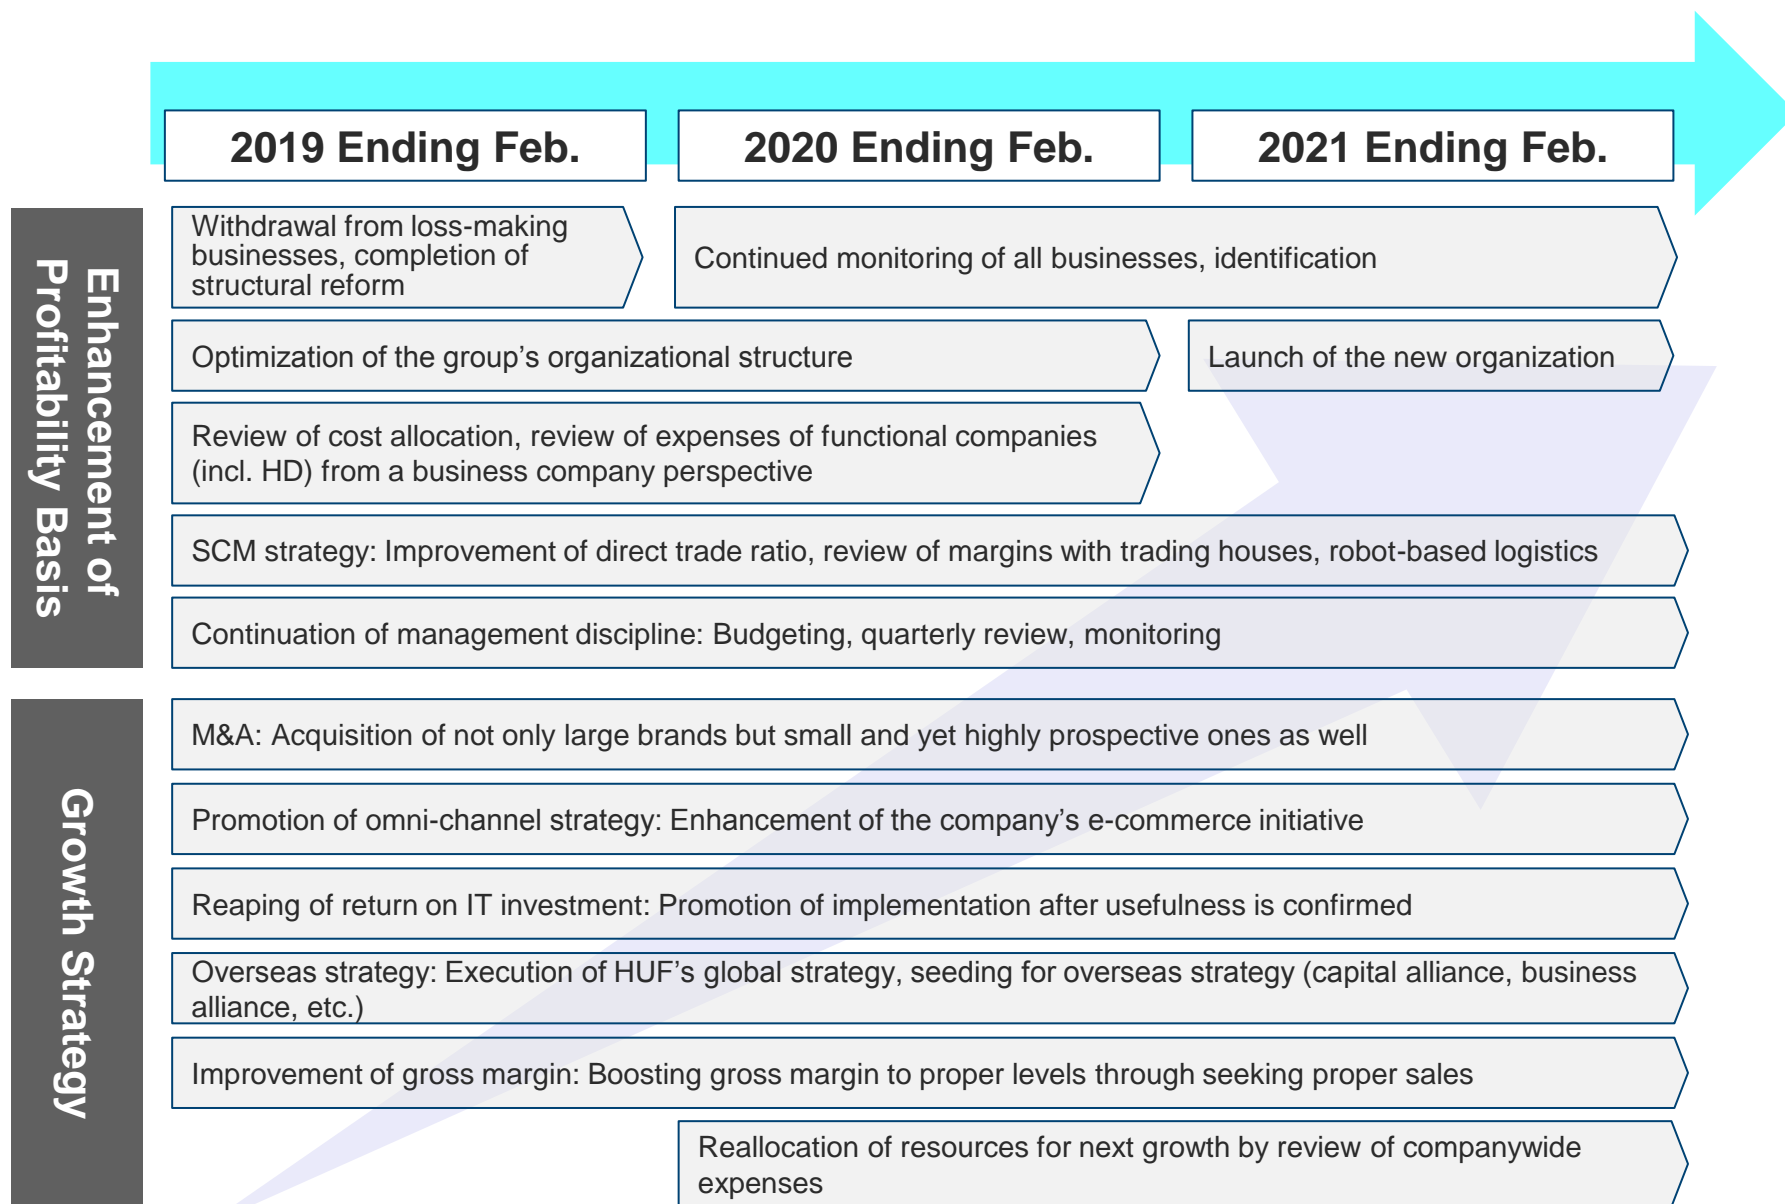 2019 Ending Feb.
2020 Ending Feb.
2021 Ending Feb.
Enhancement of
Profitability Basis
Withdrawal from loss-making
businesses, completion of
structural reform
Continued monitoring of all businesses, identification
Optimization of the group’s organizational structure
Launch of the new organization
Review of cost allocation, review of expenses of functional companies
(incl. HD) from a business company perspective
SCM strategy: Improvement of direct trade ratio, review of margins with trading houses, robot-based logistics
Continuation of management discipline: Budgeting, quarterly review, monitoring
Growth Strategy
M&A: Acquisition of not only large brands but small and yet highly prospective ones as well
Promotion of omni-channel strategy: Enhancement of the company’s e-commerce initiative
Reaping of return on IT investment: Promotion of implementation after usefulness is confirmed
Overseas strategy: Execution of HUF’s global strategy, seeding for overseas strategy (capital alliance, business
alliance, etc.)
Improvement of gross margin: Boosting gross margin to proper levels through seeking proper sales
Reallocation of resources for next growth by review of companywide
expenses